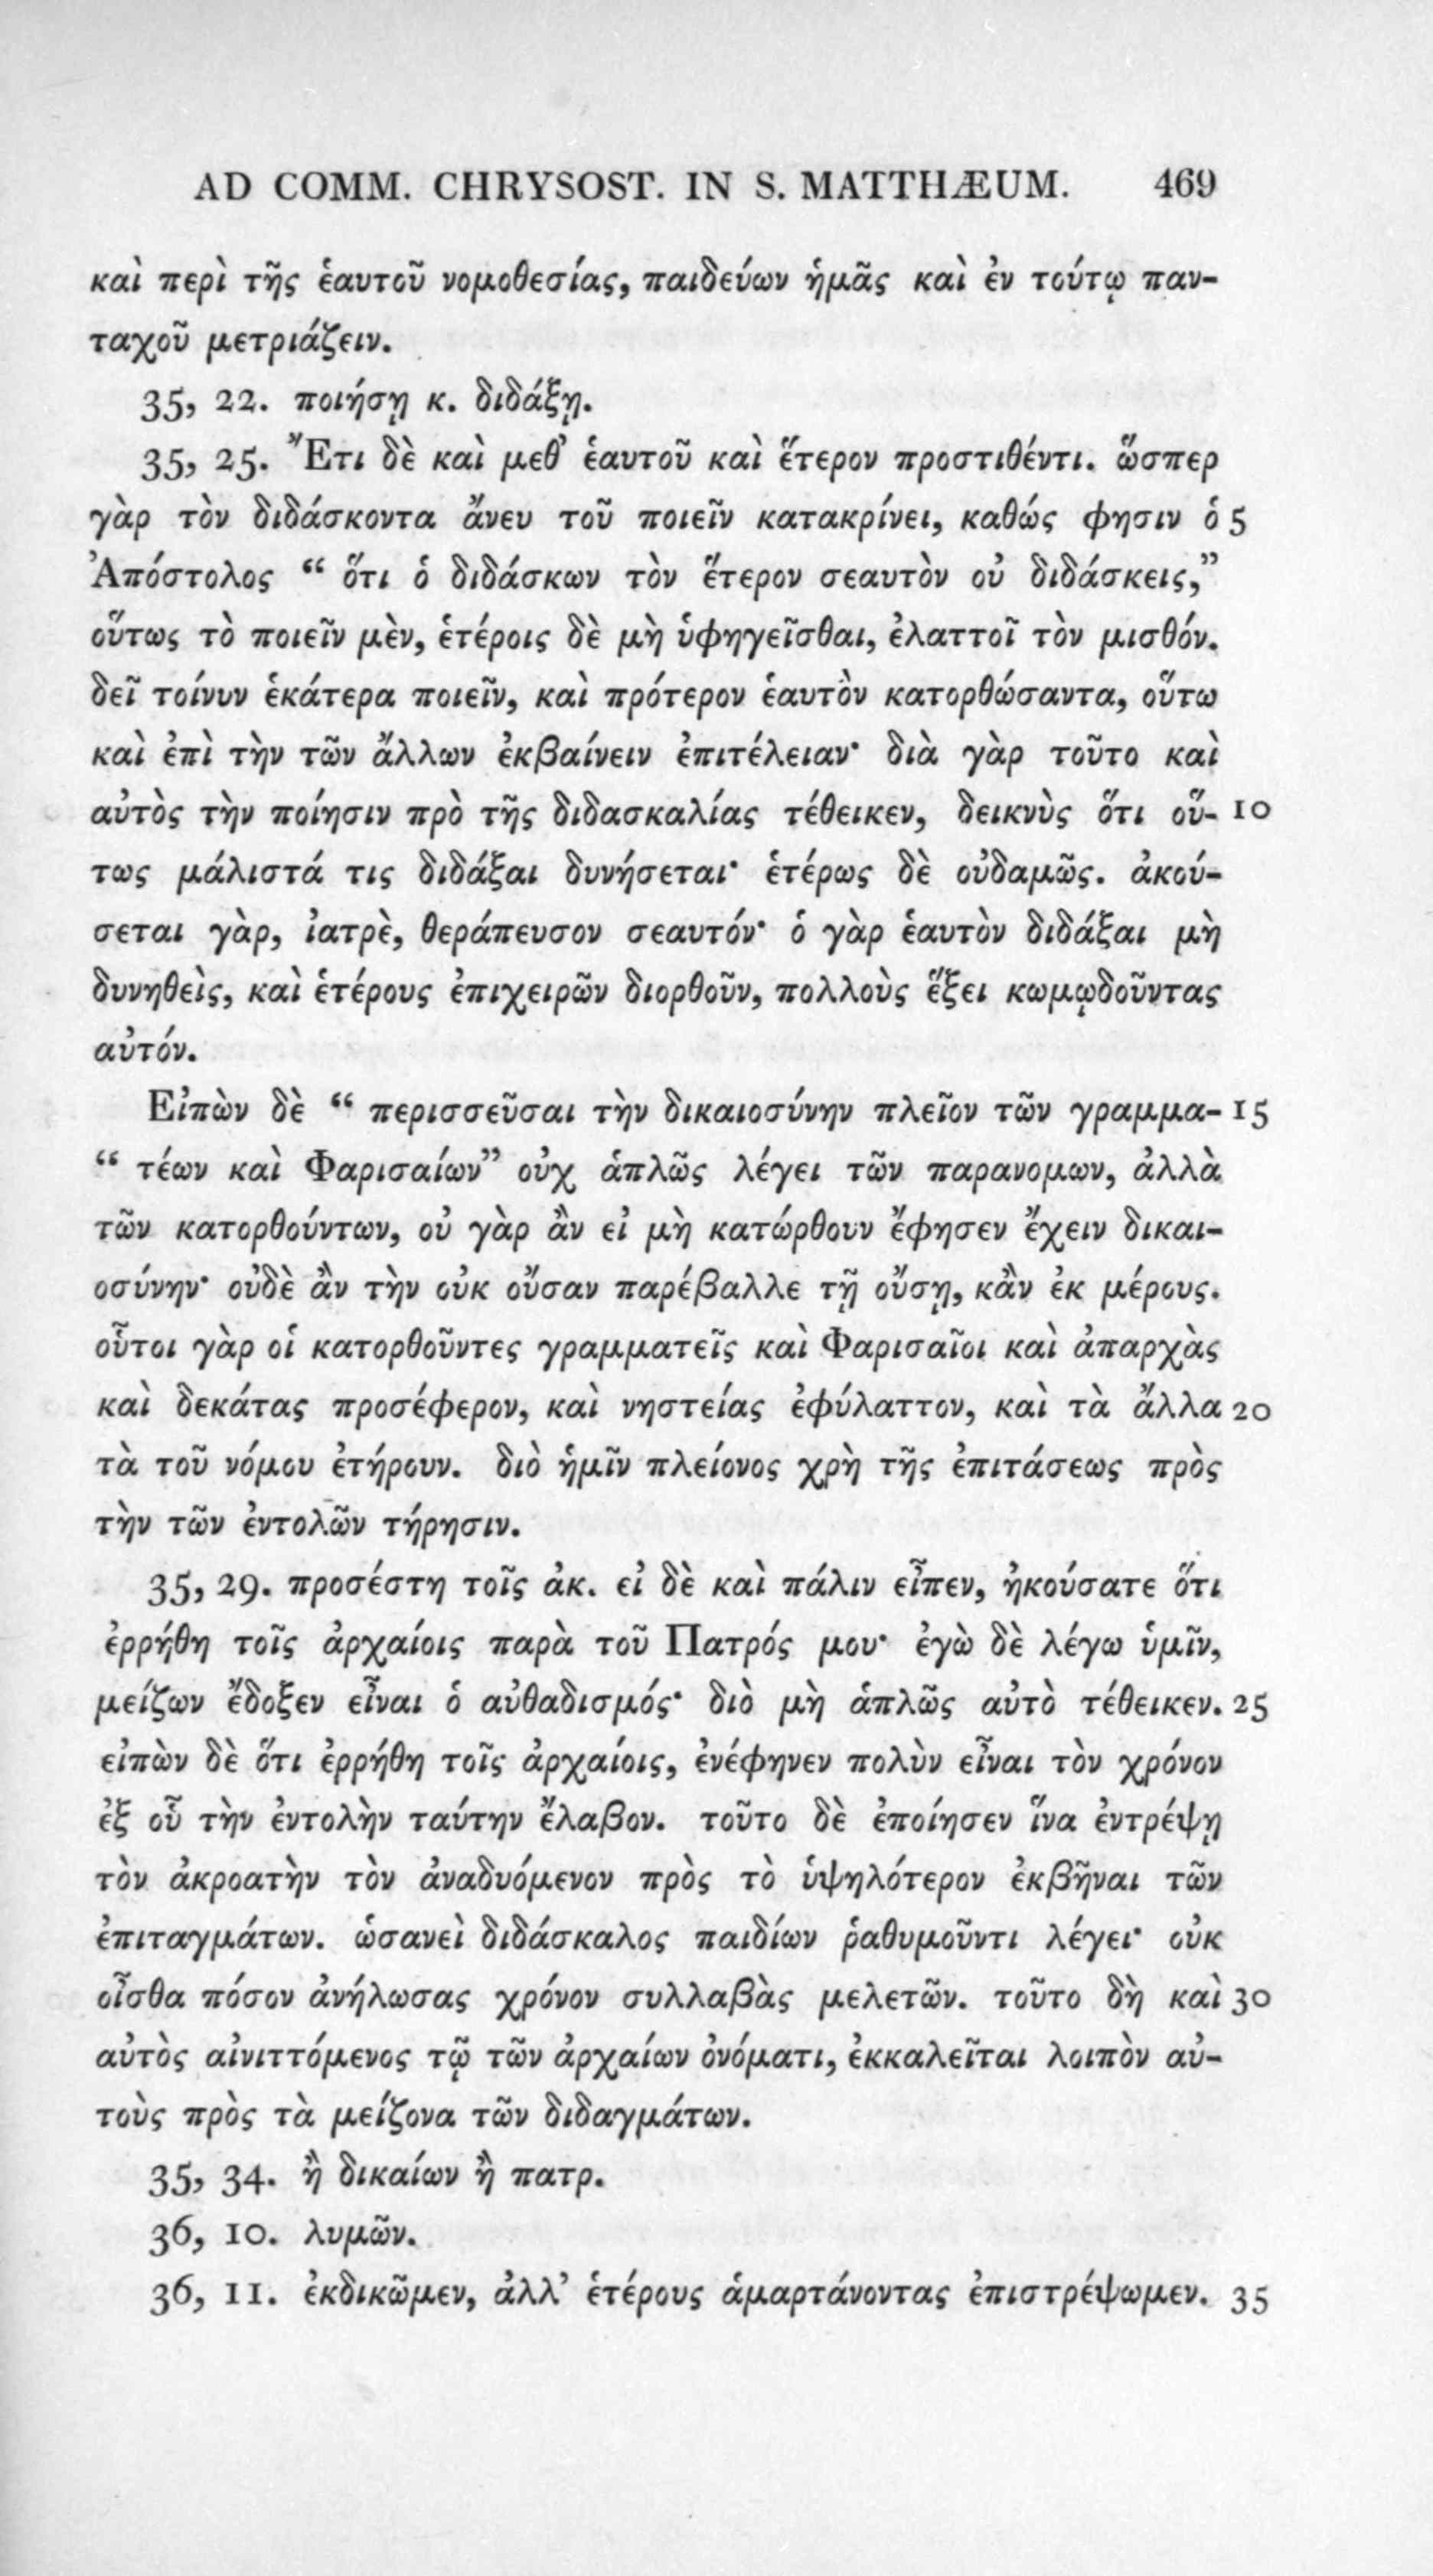 AD COMM. CHRYSOST. IN S. MATTHÆUM. 469
καὶ περὶ τῆς ἑαυτοῦ νομοθεσίας, παιδεύων ἡμᾶς καὶ ἐν τούτῳ παν-
ταχοῦ μετριάζειν.
35, 22. ποιήσῃ κ. διδάξῃ.
35, 25. Ἔτι δὲ καὶ μεθ’ ἑαυτοῦ καὶ ἕτερον προστιθέντι. ὥσπερ
γὰρ τὸν διδάσκοντα ἄνευ τοῦ ποιεῖν κατακρίνει, καθώς φησιν ὁ 5
Ἀπόστολος “ ὅτι ὁ διδάσκων τὸν ἕτερον σεαυτὸν οὐ διδάσκεις,”
οὕτως τὸ ποιεῖν μὲν, ἑτέροις δὲ μὴ ὑφηγεῖσθαι, ἐλαττοῖ τὸν μισθόν.
δεῖ τοίνυν ἑκάτερα ποιεῖν, καὶ πρότερον ἑαυτὸν κατορθώσαντα, οὕτω
καὶ ἐπὶ τὴν τῶν ἄλλων ἐκβαίνειν ἐπιτέλειαν· διὰ γὰρ τοῦτο καὶ
αὐτὸς τὴν ποίησιν πρὸ τῆς διδασκαλίας τέθεικεν, δεικνὺς ὅτι οὕ- 10
τως μάλιστά τις διδάξαι δυνήσεται· ἑτέρως δὲ οὐδαμῶς. ἀκού-
σεται γὰρ, ἰατρὲ, θεράπευσον σεαυτόν· ὁ γὰρ ἑαυτὸν διδάξαι μὴ
δυνηθεὶς, καὶ ἑτέρους ἐπιχειρῶν διορθοῦν, πολλοὺς ἕξει κωμῳδοῦντας
αὐτόν.
Εἰπὼν δὲ “ περισσεῦσαι τὴν δικαιοσύνην πλεῖον τῶν γραμμα- 15
“ τέων καὶ Φαρισαίων” οὐχ ἁπλῶς λέγει τῶν παρανομων, ἀλλὰ
τῶν κατορθούντων, οὐ γὰρ ἂν εἰ μὴ κατώρθουν ἔφησεν ἔχειν δικαι-
οσύνην· οὐδὲ ἂν τὴν οὐκ οὖσαν παρέβαλλε τῇ οὔσῃ, κἂν ἐκ μέρους.
οὗτοι γὰρ οἱ κατορθοῦντες γραμματεῖς καὶ Φαρισαῖοι καὶ ἀπαρχὰς
καὶ δεκάτας προσέφερον, καὶ νηστείας ἐφύλαττον, καὶ τὰ ἄλλα 20
τὰ τοῦ νόμου ἐτήρουν. διὸ ἡμῖν πλείονος χρὴ τῆς ἐπιτάσεως πρὸς
τὴν τῶν ἐντολῶν τήρησιν.
35, 29. προσέστη τοῖς ἀκ. εἰ δὲ καὶ πάλιν εἶπεν, ἠκούσατε ὅτι
ἐρρήθη τοῖς ἀρχαίοις παρὰ τοῦ Πατρός μου· ἐγὼ δὲ λέγω ὑμῖν,
μείζων ἔδοξεν εἶναι ὁ αὐθαδισμός· διὸ μὴ ἁπλῶς αὐτὸ τέθεικεν. 25
εἰπὼν δὲ ὅτι ἐρρήθη τοῖς ἀρχαίοις, ἐνέφηνεν πολὺν εἶναι τὸν χρόνον
ἐξ οὗ τὴν ἐντολὴν ταύτην ἔλαβον. τοῦτο δὲ ἐποίησεν ἵνα ἐντρέψῃ
τὸν ἀκροατὴν τὸν ἀναδυόμενον πρὸς τὸ ὑψηλότερον ἐκβῆναι τῶν
ἐπιταγμάτων. ὡσανεὶ διδάσκαλος παιδίων ῥαθυμοῦντι λέγει· οὐκ
οἶσθα πόσον ἀνήλωσας χρόνον συλλαβὰς μελετῶν. τοῦτο δὴ καὶ 30
αὐτὸς αἰνιττόμενος τῷ τῶν ἀρχαίων ὀνόματι, ἐκκαλεῖται λοιπὸν αὐ-
τοὺς πρὸς τὰ μείζονα τῶν διδαγμάτων.
35, 34. ἢ δικαίων ἢ πατρ.
36, 10. λυμῶν.
36, 11. ἐκδικῶμεν, ἀλλ’ ἑτέρους ἁμαρτάνοντας ἐπιστρέψωμεν. 35